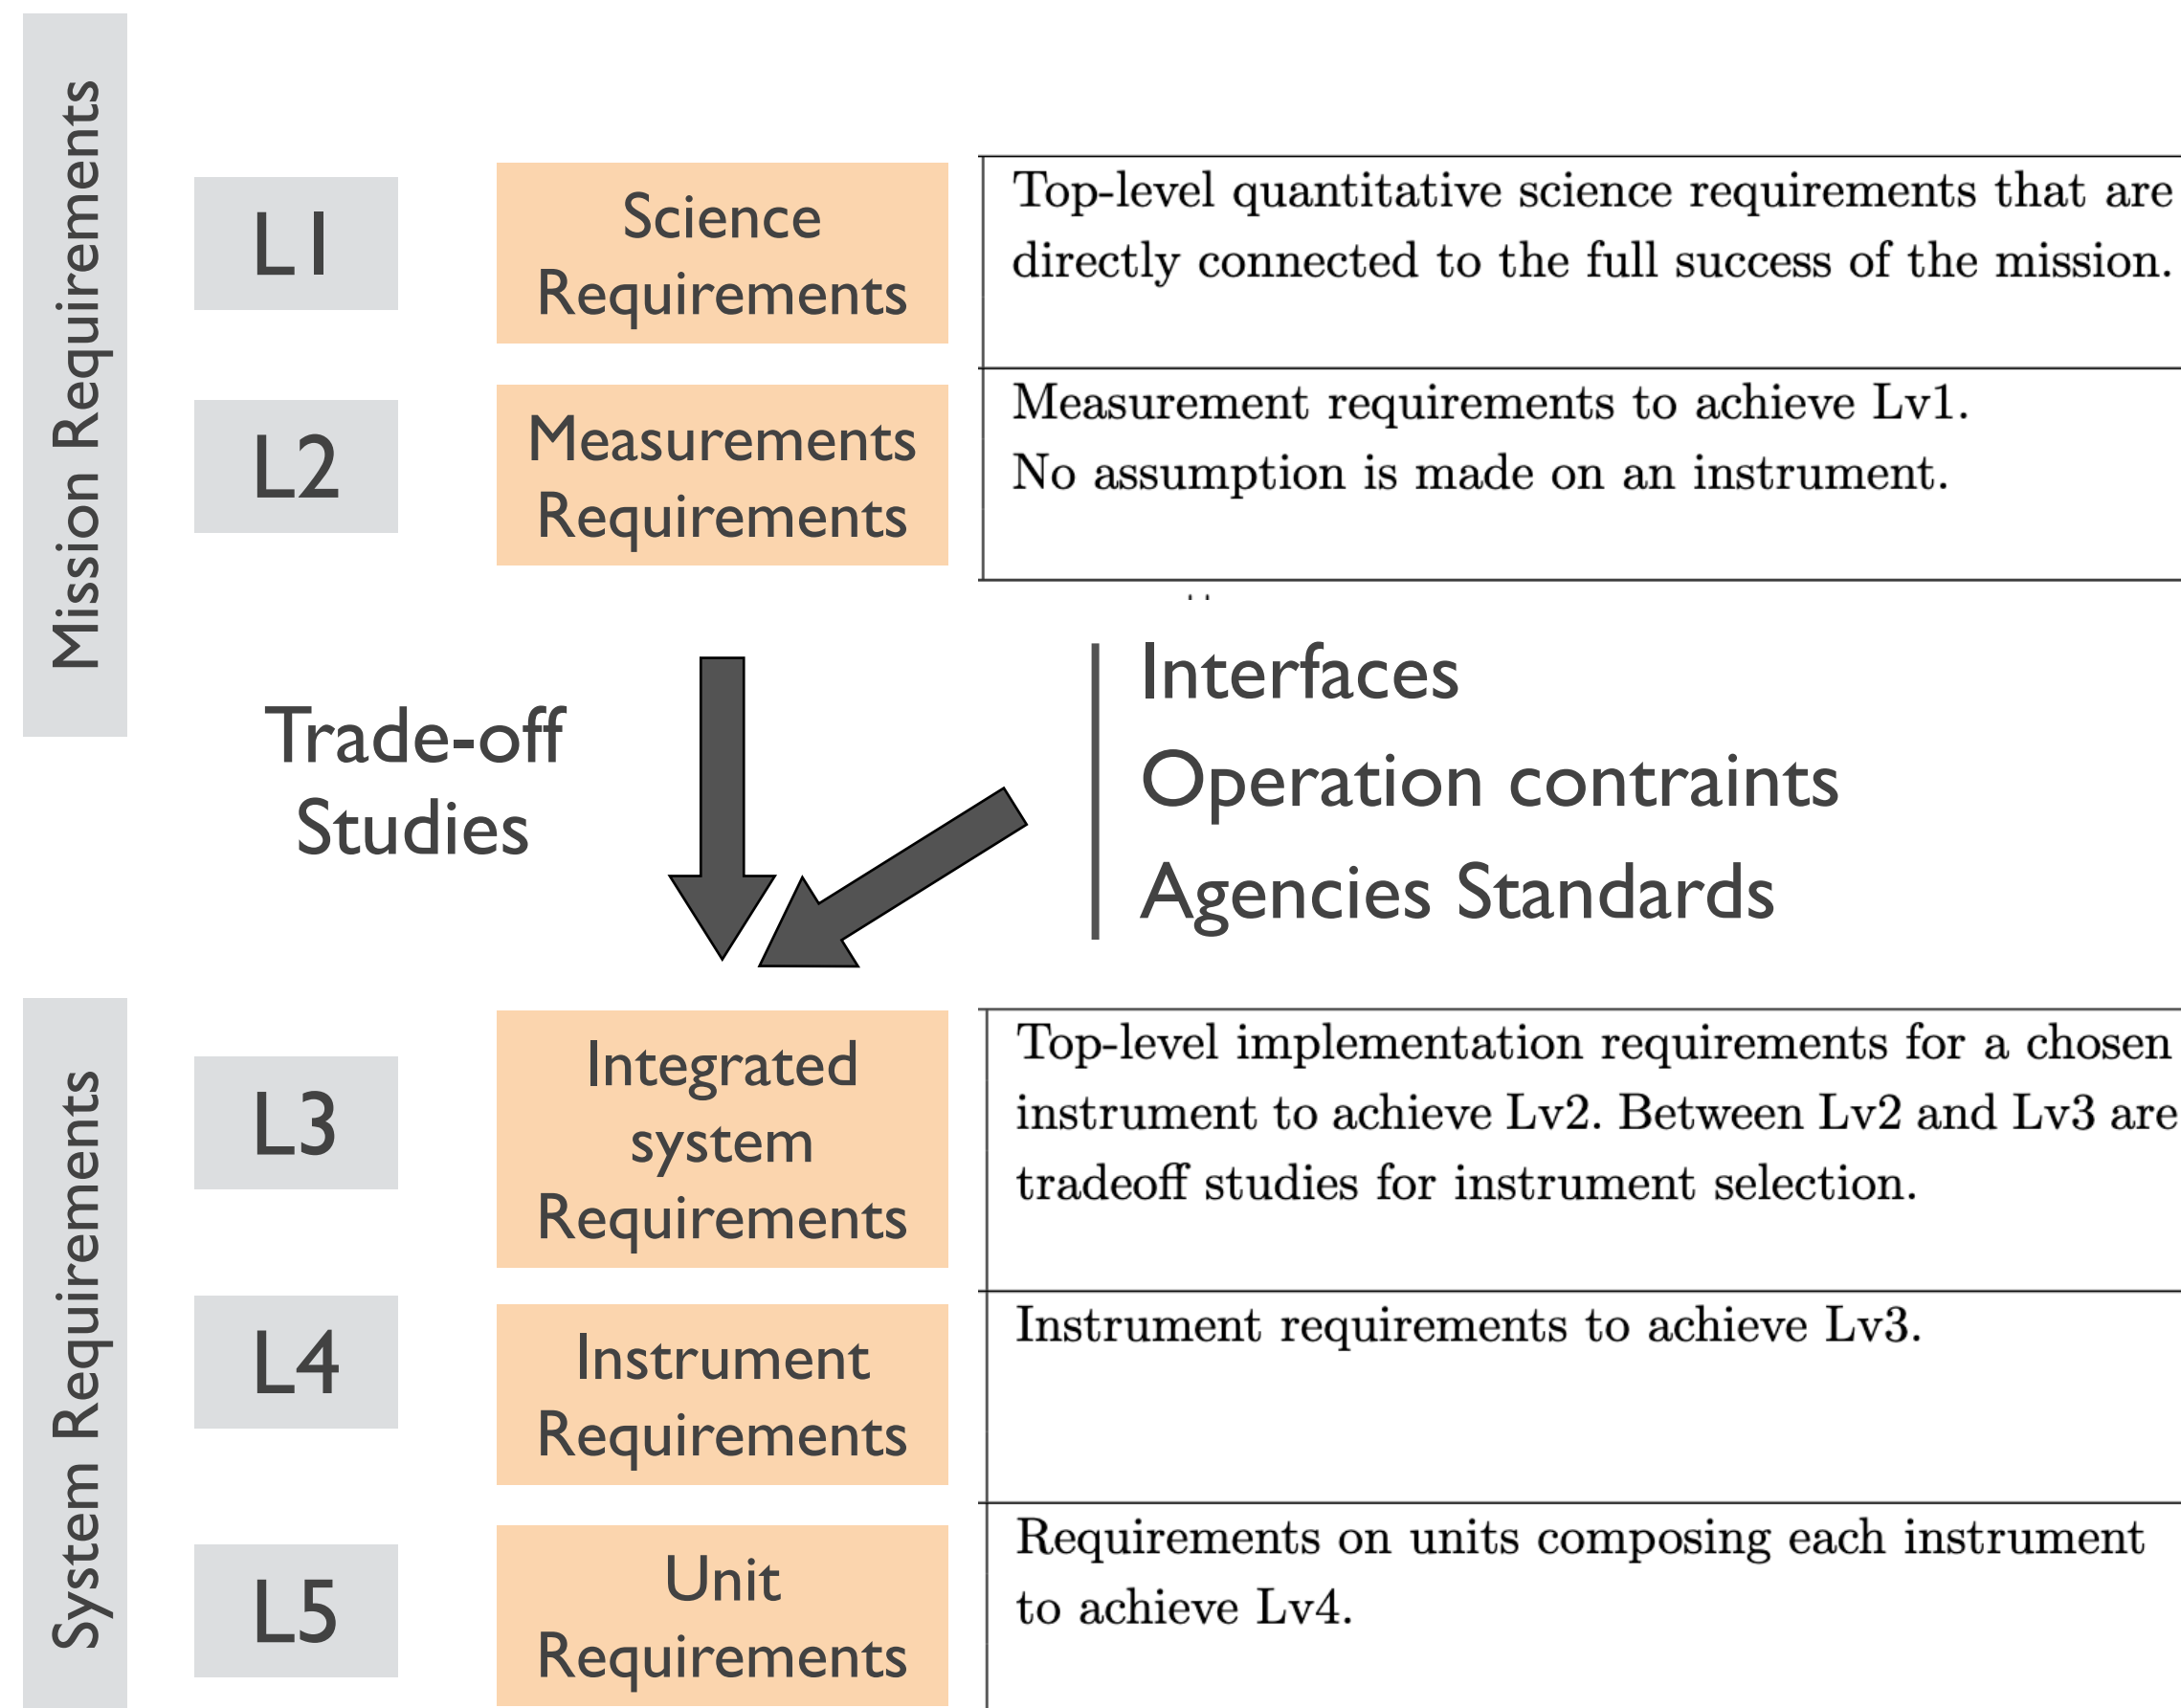 Mission Requirements
L1
Science
Requirements
Top-level quantitative science requirements that are
directly connected to the full success of the mission.
L2
Measurements
Requirements
Measurement requirements to achieve Lv1.
No assumption is made on an instrument.
Trade-off
Studies
Interfaces
Operation contraints
Agencies Standards
System Requirements
L3
Integrated
system
Requirements
Top-level implementation requirements for a chosen
instrument to achieve Lv2. Between Lv2 and Lv3 are
tradeoff studies for instrument selection.
L4
Instrument
Requirements
Instrument requirements to achieve Lv3.
L5
Unit
Requirements
Requirements on units composing each instrument
to achieve Lv4.